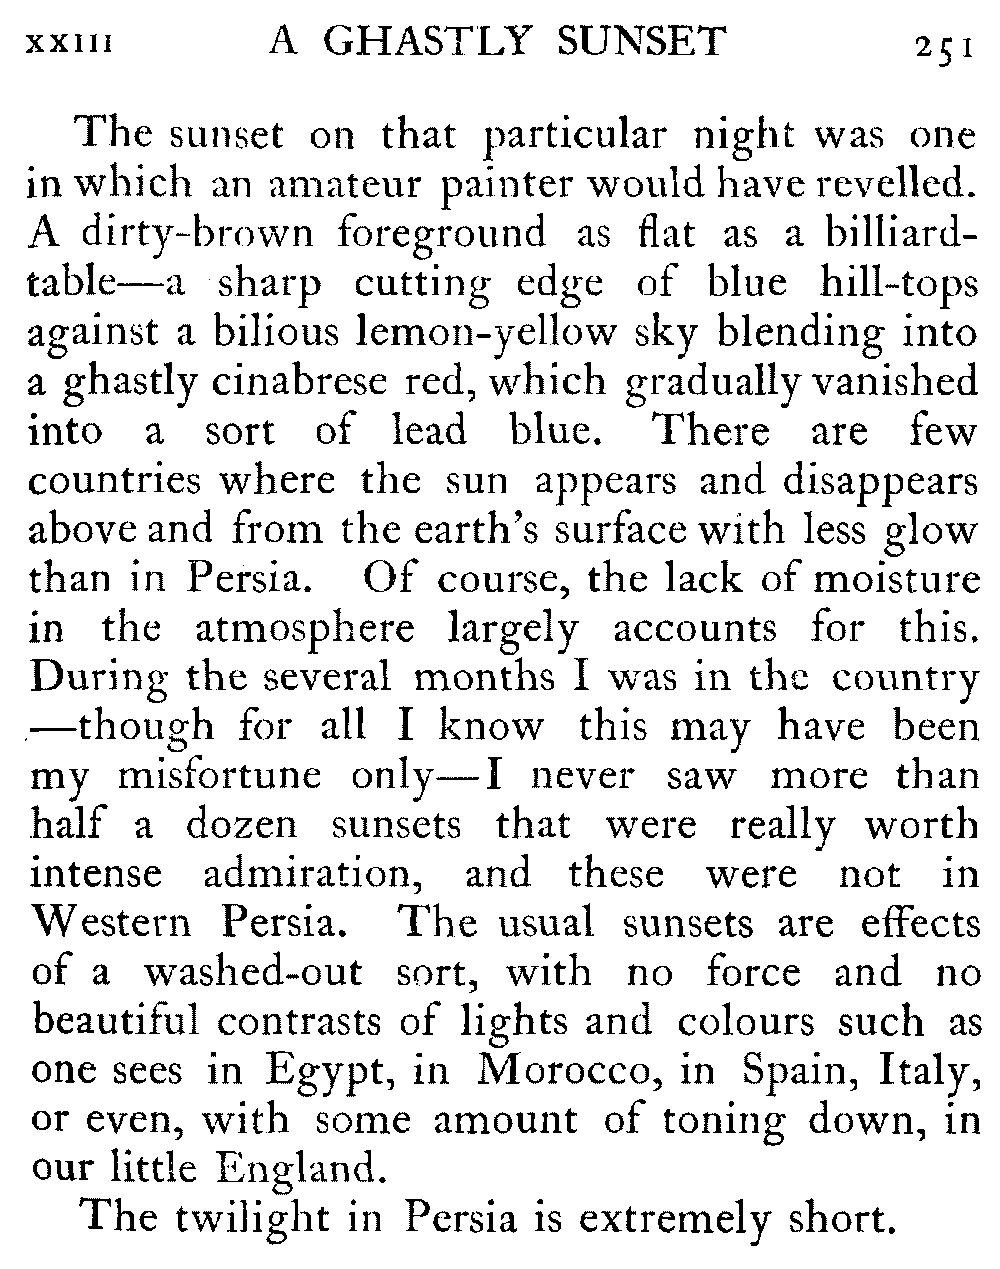 XXIII A GHASTLY SUNSET 251
The sunset on that particular night was one
in which an amateur painter would have revelled.
A dirty-brown foreground as flat as a billiard-
table—a sharp cutting edge of blue hill-tops
against a bilious lemon-yellow sky blending into
a ghastly cinabrese red, which gradually vanished
into a sort of lead blue. There are few
countries where the sun appears and disappears
above and from the earth's surface with less glow
than in Persia. Of course, the lack of moisture
in the atmosphere largely accounts for this.
During the several months I was in the country
—though for all I know this may have been
my misfortune only—I never saw more than
half a dozen sunsets that were really worth
intense admiration, and these were not in
Western Persia. The usual sunsets are effects
of a washed-out sort, with no force and no
beautiful contrasts of lights and colours such as
one sees in Egypt, in Morocco, in Spain, Italy,
or even, with some amount of toning down, in
our little England.
The twilight in Persia is extremely short.